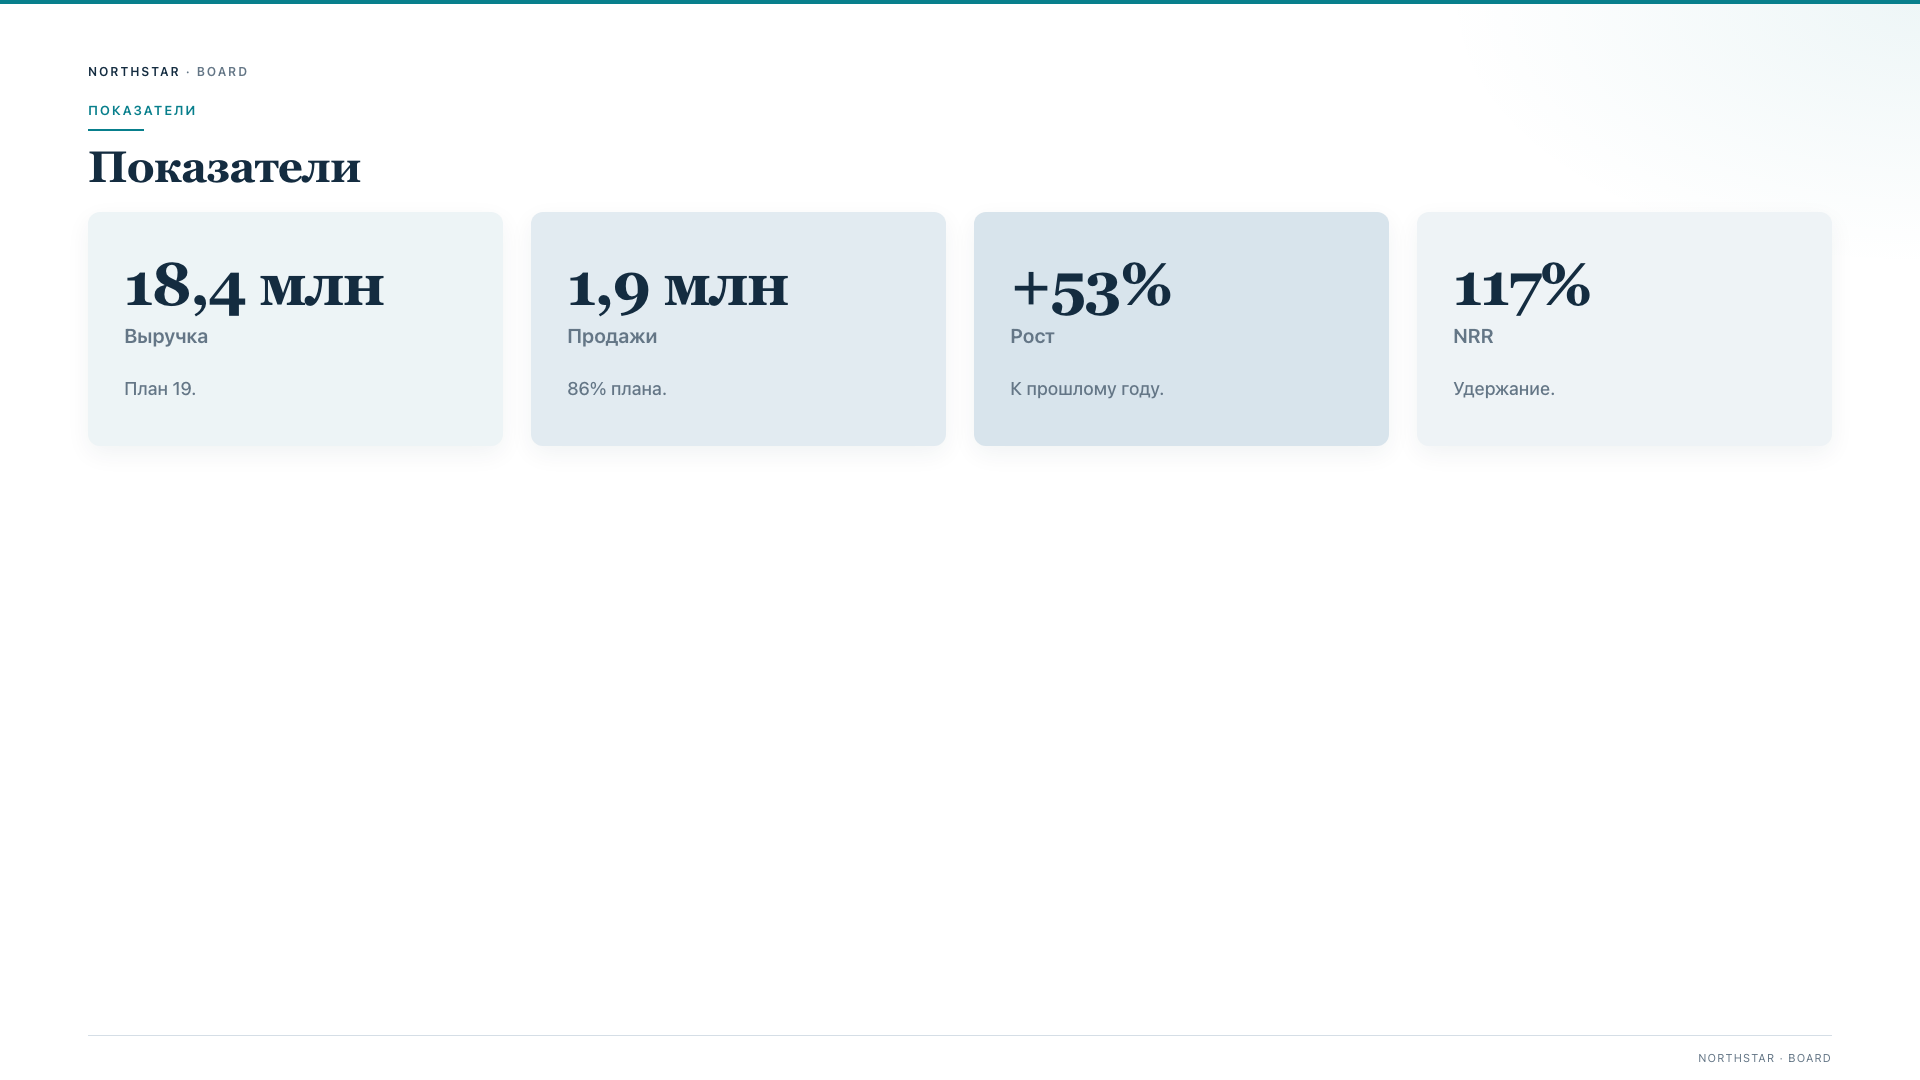 NORTHSTAR · BOARD
ПОКАЗАТЕЛИ
Показатели
18,4 млн
Выручка
План 19.
1,9 млн
Продажи
86% плана.
+53%
Рост
К прошлому году.
117%
NRR
Удержание.
NORTHSTAR · BOARD